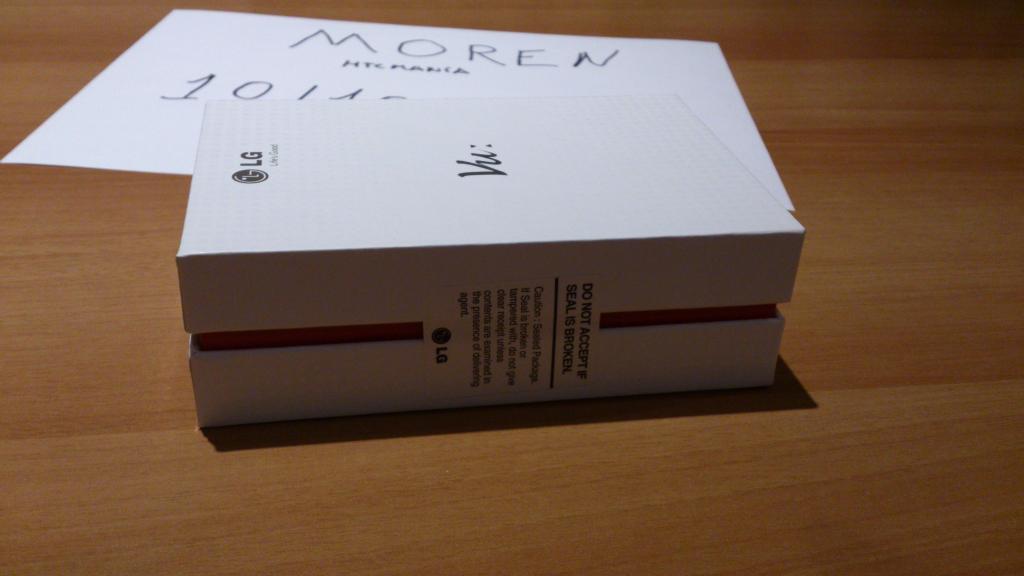 MOREN
HTCMANIA
LG
Life's Good
Vu:
DO NOT ACCEPT IF
SEAL IS BROKEN.
Caution : Sealed Package.
If Seal is broken or
tampered with, do not give
clear receipt unless
contents are examined in
the presence of delivering
agent.
LG